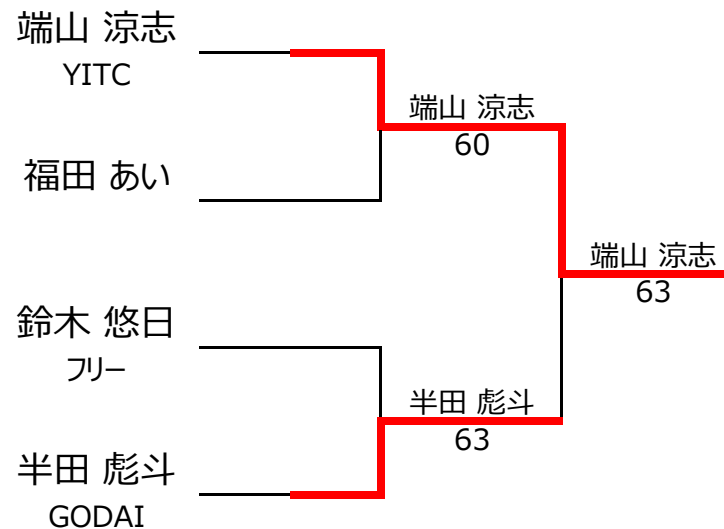 端山 涼志
YITC
福田 あい
鈴木 悠日
フリー
半田 彪斗
GODAI
端山 涼志
60
半田 彪斗
63
端山 涼志
63